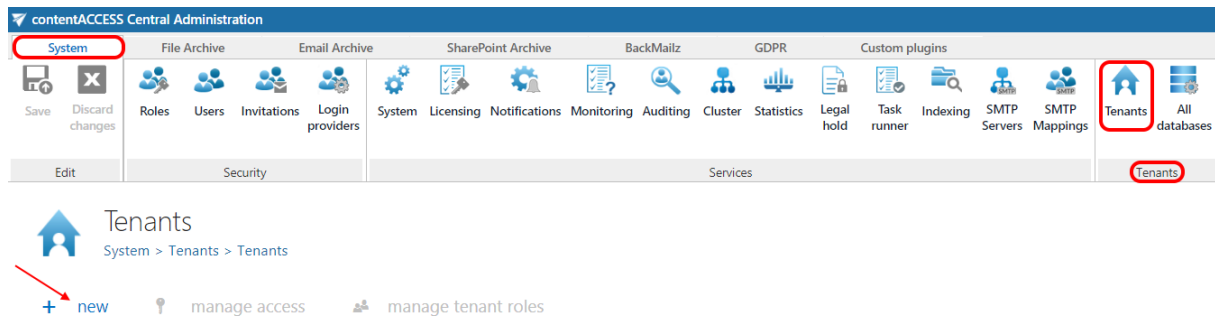 contentACCESS Central Administration
System File Archive Email Archive SharePoint Archive BackMailz GDPR Custom plugins
Save Discard changes Roles Users Invitations Login providers System Licensing Notifications Monitoring Auditing Cluster Statistics Legal hold Task runner Indexing SMTP Servers SMTP Mappings Tenants All databases
Edit Security Services Tenants
Tenants
System > Tenants > Tenants
+ new manage access manage tenant roles